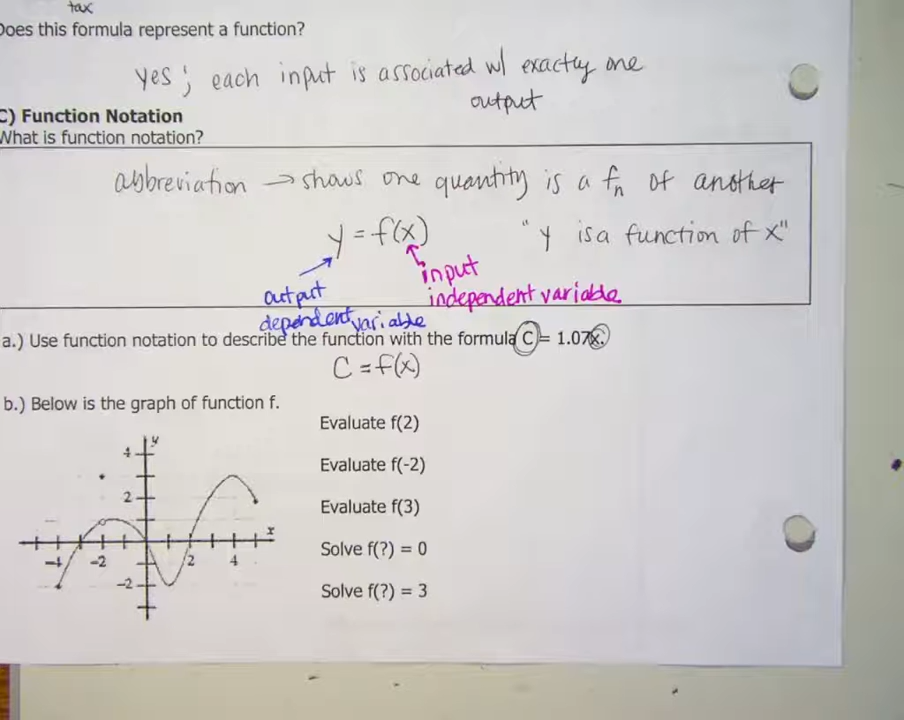 tax
Does this formula represent a function?
yes; each input is associated w/ exactly one
output
C) Function Notation
What is function notation?
abbreviation → shows one quantity is a fn of another
y = f(x) "y is a function of x"
input
output independent variable
dependent variable
a.) Use function notation to describe the function with the formula C = 1.07x.
C = f(x)
b.) Below is the graph of function f.
Evaluate f(2)
Evaluate f(-2)
Evaluate f(3)
Solve f(?) = 0
Solve f(?) = 3
y
4
2
x
-4 -2 2 4
-2